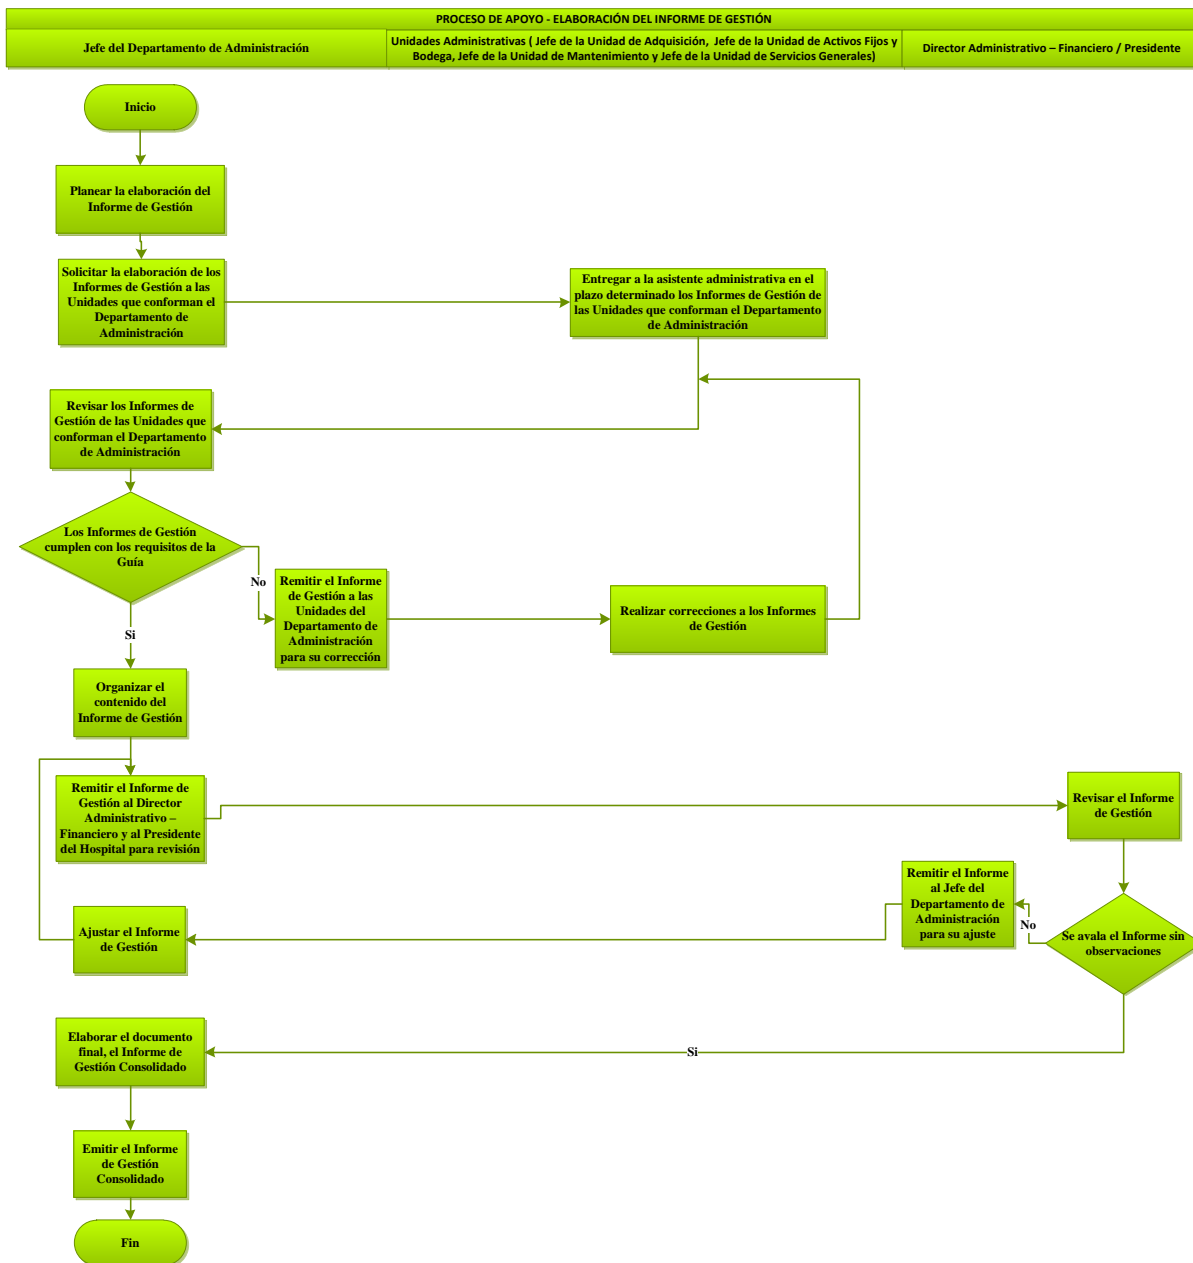 PROCESO DE APOYO - ELABORACIÓN DEL INFORME DE GESTIÓN
Jefe del Departamento de Administración
Unidades Administrativas ( Jefe de la Unidad de Adquisición, Jefe de la Unidad de Activos Fijos y
Bodega, Jefe de la Unidad de Mantenimiento y Jefe de la Unidad de Servicios Generales)
Director Administrativo – Financiero / Presidente
Inicio
Planear la elaboración del
Informe de Gestión
Solicitar la elaboración de los
Informes de Gestión a las
Unidades que conforman el
Departamento de
Administración
Entregar a la asistente administrativa en el
plazo determinado los Informes de Gestión de
las Unidades que conforman el Departamento
de Administración
Revisar los Informes de
Gestión de las Unidades que
conforman el Departamento
de Administración
Los Informes de Gestión
cumplen con los requisitos de la
Guía
No
Remitir el Informe
de Gestión a las
Unidades del
Departamento de
Administración
para su corrección
Realizar correcciones a los Informes
de Gestión
Si
Organizar el
contenido del
Informe de Gestión
Remitir el Informe de
Gestión al Director
Administrativo –
Financiero y al Presidente
del Hospital para revisión
Revisar el Informe
de Gestión
Remitir el Informe
al Jefe del
Departamento de
Administración
para su ajuste
No
Se avala el Informe sin
observaciones
Ajustar el Informe
de Gestión
Elaborar el documento
final, el Informe de
Gestión Consolidado
Si
Emitir el Informe
de Gestión
Consolidado
Fin